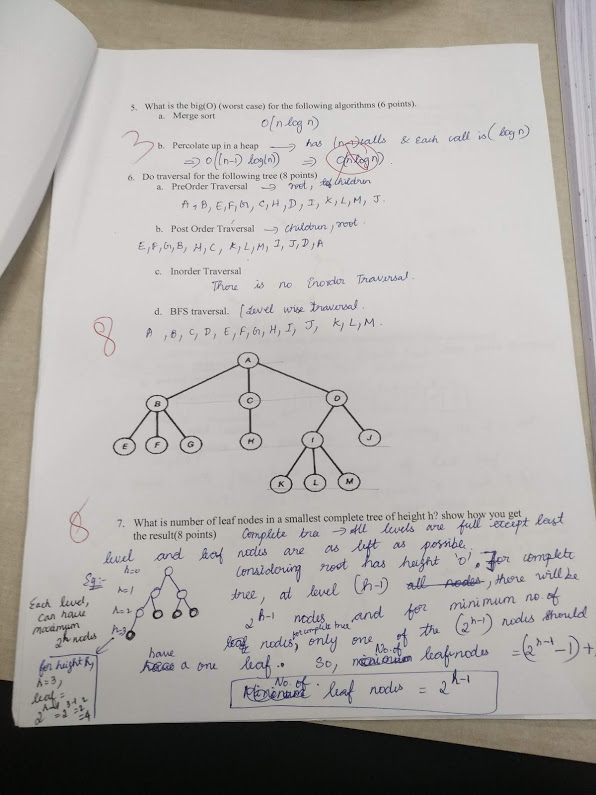 5. What is the big(O) (worst case) for the following algorithms (6 points).
a. Merge sort
O(n log n)
3
b. Percolate up in a heap → has (n-1) calls & each call is (log n)
⇒ O((n-1) log(n)) ⇒ O(n log n)
6. Do traversal for the following tree (8 points)
a. PreOrder Traversal → root, children
A, B, E, F, G, C, H, D, I, K, L, M, J.
b. Post Order Traversal → children, root
E, F, G, B, H, C, K, L, M, I, J, D, A
c. Inorder Traversal
There is no Inorder Traversal.
d. BFS traversal. [Level wise traversal.
8
A, B, C, D, E, F, G, H, I, J, K, L, M.
A
B C D
E F G H I J
K L M
8
7. What is number of leaf nodes in a smallest complete tree of height h? show how you get
the result(8 points)
Complete tree → All levels are full except least
level and leaf nodes are as left as possible.
Considering root has height '0', for complete
tree, at level (h-1) all nodes, there will be
2^h-1 nodes and for minimum no. of
leaf nodes, for complete tree only one of the (2^h-1) nodes should
have a one leaf. So, No. of leaf nodes = (2^h-1 - 1) +
No. of leaf nodes = 2^h-1
Eg:-
h=0
h=1
h=2
h=3
Each level,
can have
maximum
2^h nodes
for height h,
h=3,
leaf =
2^h-1 = 2^3-1 = 2^2
=4